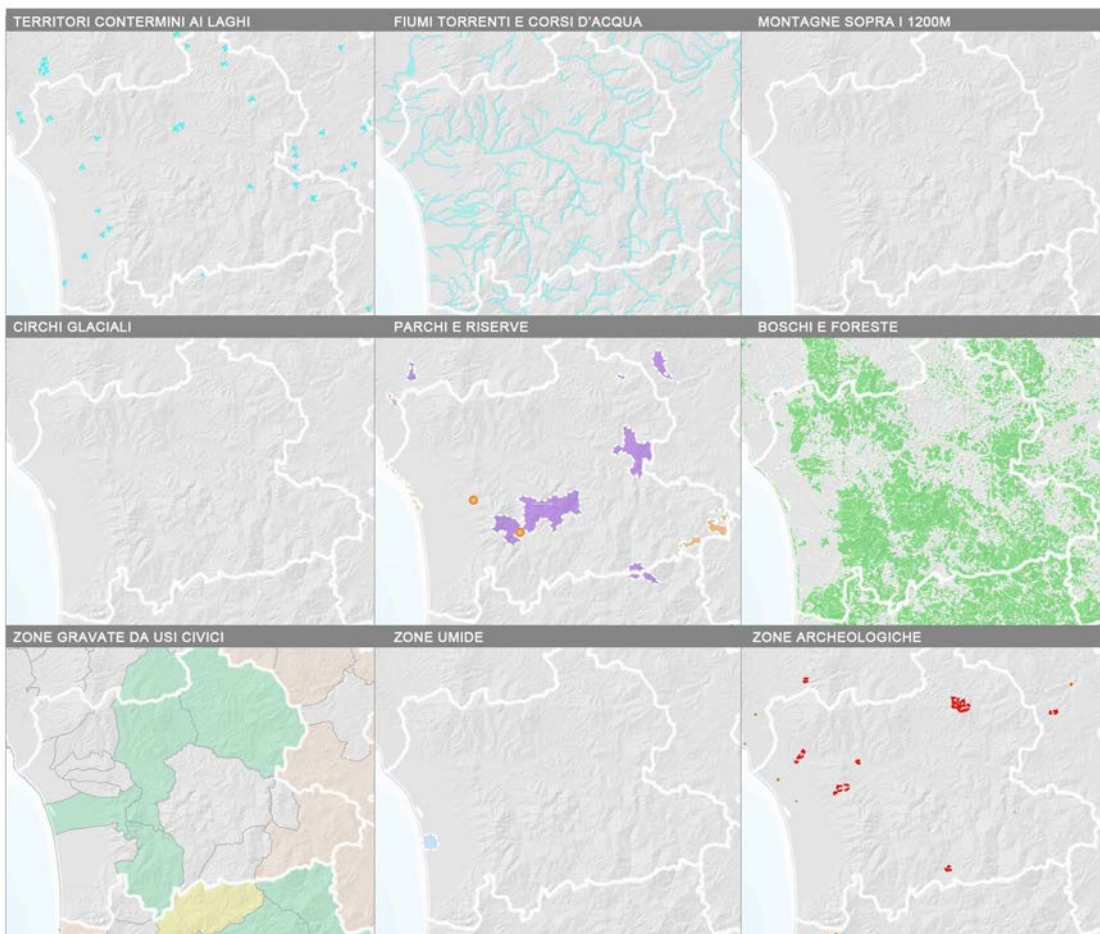 TERRITORI CONTERMINI AI LAGHI
FIUMI TORRENTI E CORSI D'ACQUA
MONTAGNE SOPRA I 1200M
CIRCHI GLACIALI
PARCHI E RISERVE
BOSCHI E FORESTE
ZONE GRAVATE DA USI CIVICI
ZONE UMIDE
ZONE ARCHEOLOGICHE